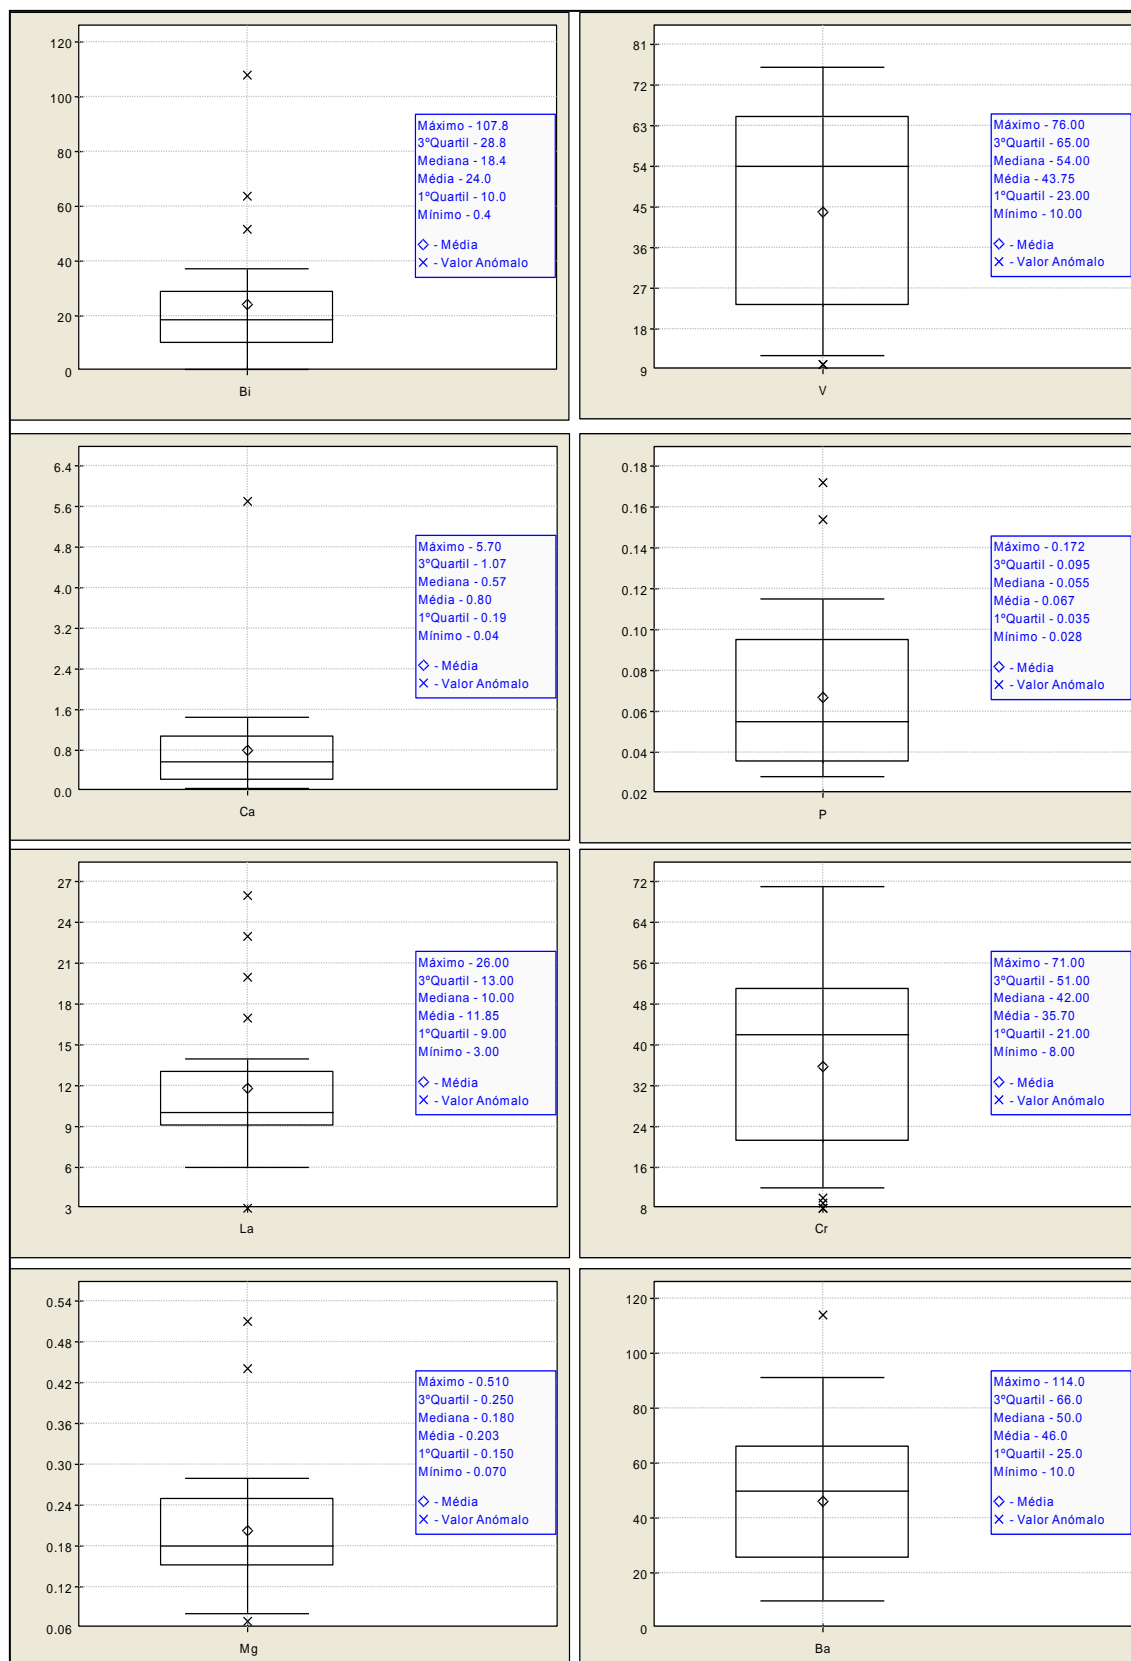 120
100
80
60
40
20
0
Bi
Máximo - 107.8
3ºQuartil - 28.8
Mediana - 18.4
Média - 24.0
1ºQuartil - 10.0
Mínimo - 0.4
- Média
- Valor Anómalo
81
72
63
54
45
36
27
18
9
V
Máximo - 76.00
3ºQuartil - 65.00
Mediana - 54.00
Média - 43.75
1ºQuartil - 23.00
Mínimo - 10.00
- Média
- Valor Anómalo
6.4
5.6
4.8
4.0
3.2
2.4
1.6
0.8
0.0
Ca
Máximo - 5.70
3ºQuartil - 1.07
Mediana - 0.57
Média - 0.80
1ºQuartil - 0.19
Mínimo - 0.04
- Média
- Valor Anómalo
0.18
0.16
0.14
0.12
0.10
0.08
0.06
0.04
0.02
P
Máximo - 0.172
3ºQuartil - 0.095
Mediana - 0.055
Média - 0.067
1ºQuartil - 0.035
Mínimo - 0.028
- Média
- Valor Anómalo
27
24
21
18
15
12
9
6
3
La
Máximo - 26.00
3ºQuartil - 13.00
Mediana - 10.00
Média - 11.85
1ºQuartil - 9.00
Mínimo - 3.00
- Média
- Valor Anómalo
72
64
56
48
40
32
24
16
8
Cr
Máximo - 71.00
3ºQuartil - 51.00
Mediana - 42.00
Média - 35.70
1ºQuartil - 21.00
Mínimo - 8.00
- Média
- Valor Anómalo
0.54
0.48
0.42
0.36
0.30
0.24
0.18
0.12
0.06
Mg
Máximo - 0.510
3ºQuartil - 0.250
Mediana - 0.180
Média - 0.203
1ºQuartil - 0.150
Mínimo - 0.070
- Média
- Valor Anómalo
120
100
80
60
40
20
0
Ba
Máximo - 114.0
3ºQuartil - 66.0
Mediana - 50.0
Média - 46.0
1ºQuartil - 25.0
Mínimo - 10.0
- Média
- Valor Anómalo